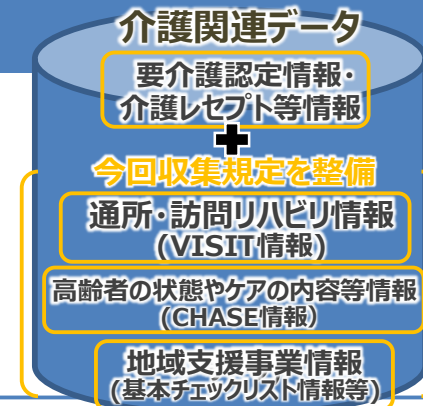 介護関連データ
要介護認定情報・
介護レセプト等情報
+
今回収集規定を整備
通所・訪問リハビリ情報
(VISIT情報)
高齢者の状態やケアの内容等情報
(CHASE情報）
地域支援事業情報
(基本チェックリスト情報等)